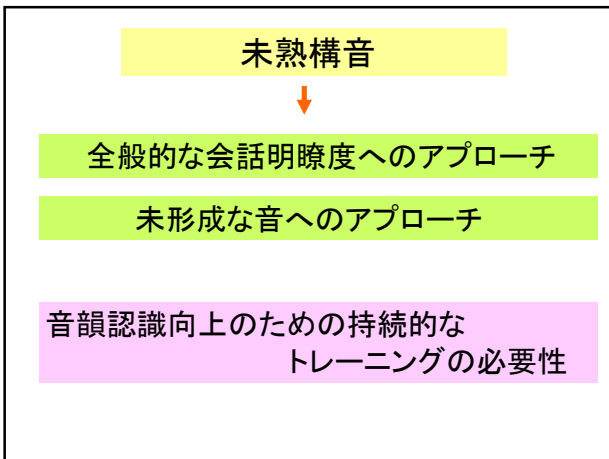 未熟構音
全般的な会話明瞭度へのアプローチ
未形成な音へのアプローチ
音韻認識向上のための持続的な
トレーニングの必要性